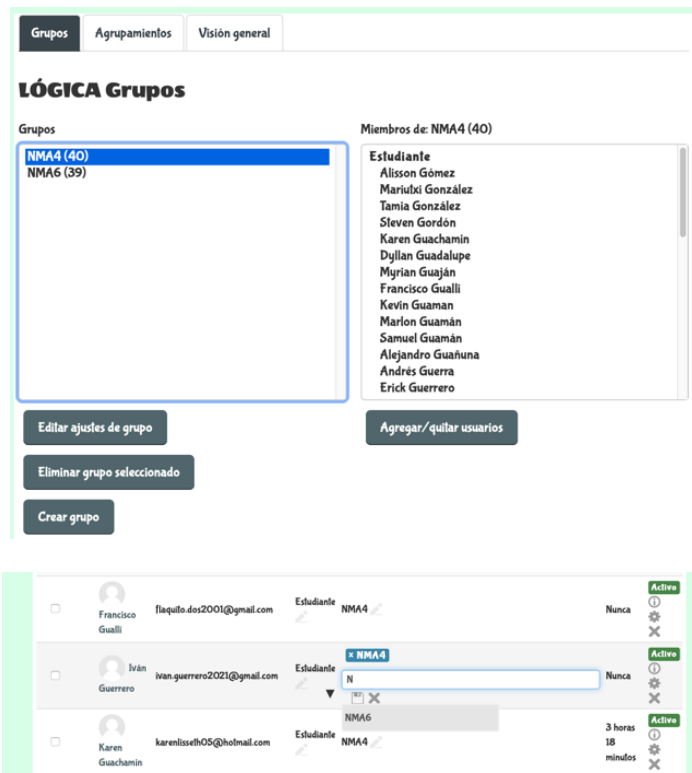 Grupos
Agrupamientos
Visión general
LÓGICA Grupos
Grupos
NMA4 (40)
NMA6 (39)
Miembros de: NMA4 (40)
Estudiante
Alisson Gómez
Mariutxi González
Tamia González
Steven Gordón
Karen Guachamin
Dyllan Guadalupe
Myrian Guaján
Francisco Gualli
Kevin Guaman
Marlon Guamán
Samuel Guamán
Alejandro Guañuna
Andrés Guerra
Erick Guerrero
Editar ajustes de grupo
Agregar/quitar usuarios
Eliminar grupo seleccionado
Crear grupo
Francisco
Gualli
flaquito.dos2001@gmail.com
Estudiante
NMA4
Nunca
Activo
Iván
Guerrero
ivan.guerrero2021@gmail.com
Estudiante
× NMA4
N
NMA6
Nunca
Activo
Karen
Guachamin
karenlisseth05@hotmail.com
Estudiante
NMA4
3 horas
18
minutos
Activo